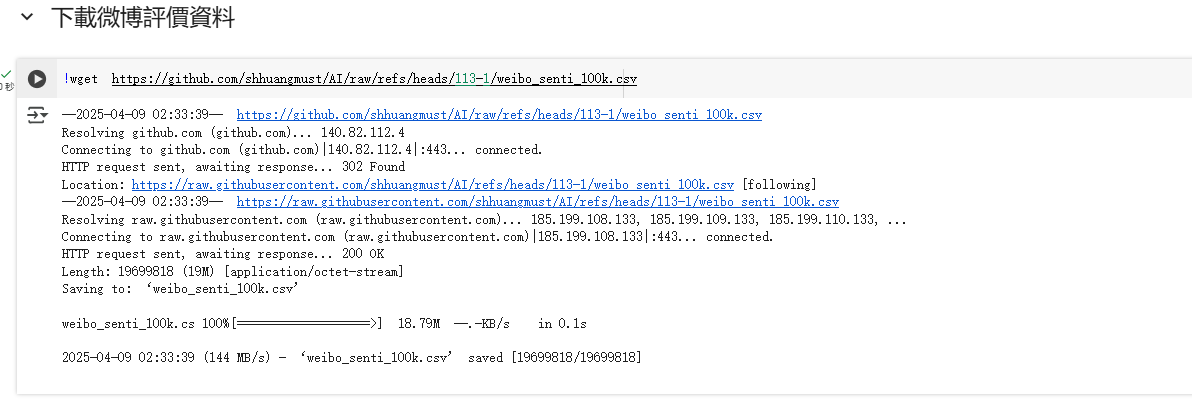 下載微博評價資料
!wget https://github.com/shhuangmust/AI/raw/refs/heads/113-1/weibo_senti_100k.csv
0 秒
--2025-04-09 02:33:39-- https://github.com/shhuangmust/AI/raw/refs/heads/113-1/weibo_senti_100k.csv
Resolving github.com (github.com)... 140.82.112.4
Connecting to github.com (github.com)|140.82.112.4|:443... connected.
HTTP request sent, awaiting response... 302 Found
Location: https://raw.githubusercontent.com/shhuangmust/AI/refs/heads/113-1/weibo_senti_100k.csv [following]
--2025-04-09 02:33:39-- https://raw.githubusercontent.com/shhuangmust/AI/refs/heads/113-1/weibo_senti_100k.csv
Resolving raw.githubusercontent.com (raw.githubusercontent.com)... 185.199.108.133, 185.199.109.133, 185.199.110.133, ...
Connecting to raw.githubusercontent.com (raw.githubusercontent.com)|185.199.108.133|:443... connected.
HTTP request sent, awaiting response... 200 OK
Length: 19699818 (19M) [application/octet-stream]
Saving to: ‘weibo_senti_100k.csv’
weibo_senti_100k.cs 100%[===================>] 18.79M --.-KB/s in 0.1s
2025-04-09 02:33:39 (144 MB/s) - ‘weibo_senti_100k.csv’ saved [19699818/19699818]